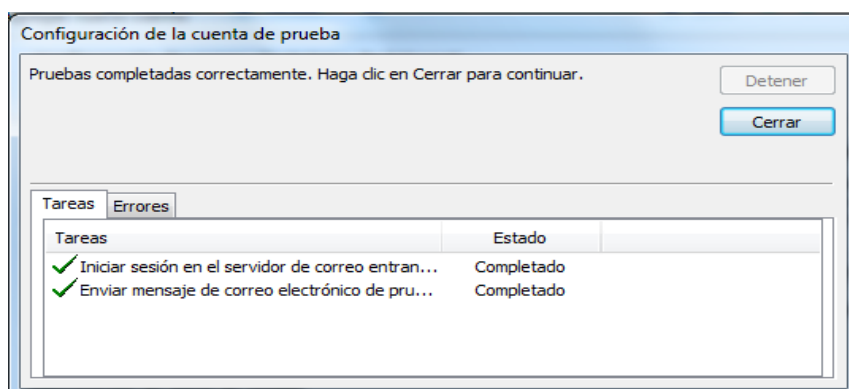 Configuración de la cuenta de prueba
Pruebas completadas correctamente. Haga clic en Cerrar para continuar.
Detener
Cerrar
Tareas Errores
Tareas Estado
Iniciar sesión en el servidor de correo entran... Completado
Enviar mensaje de correo electrónico de pru... Completado